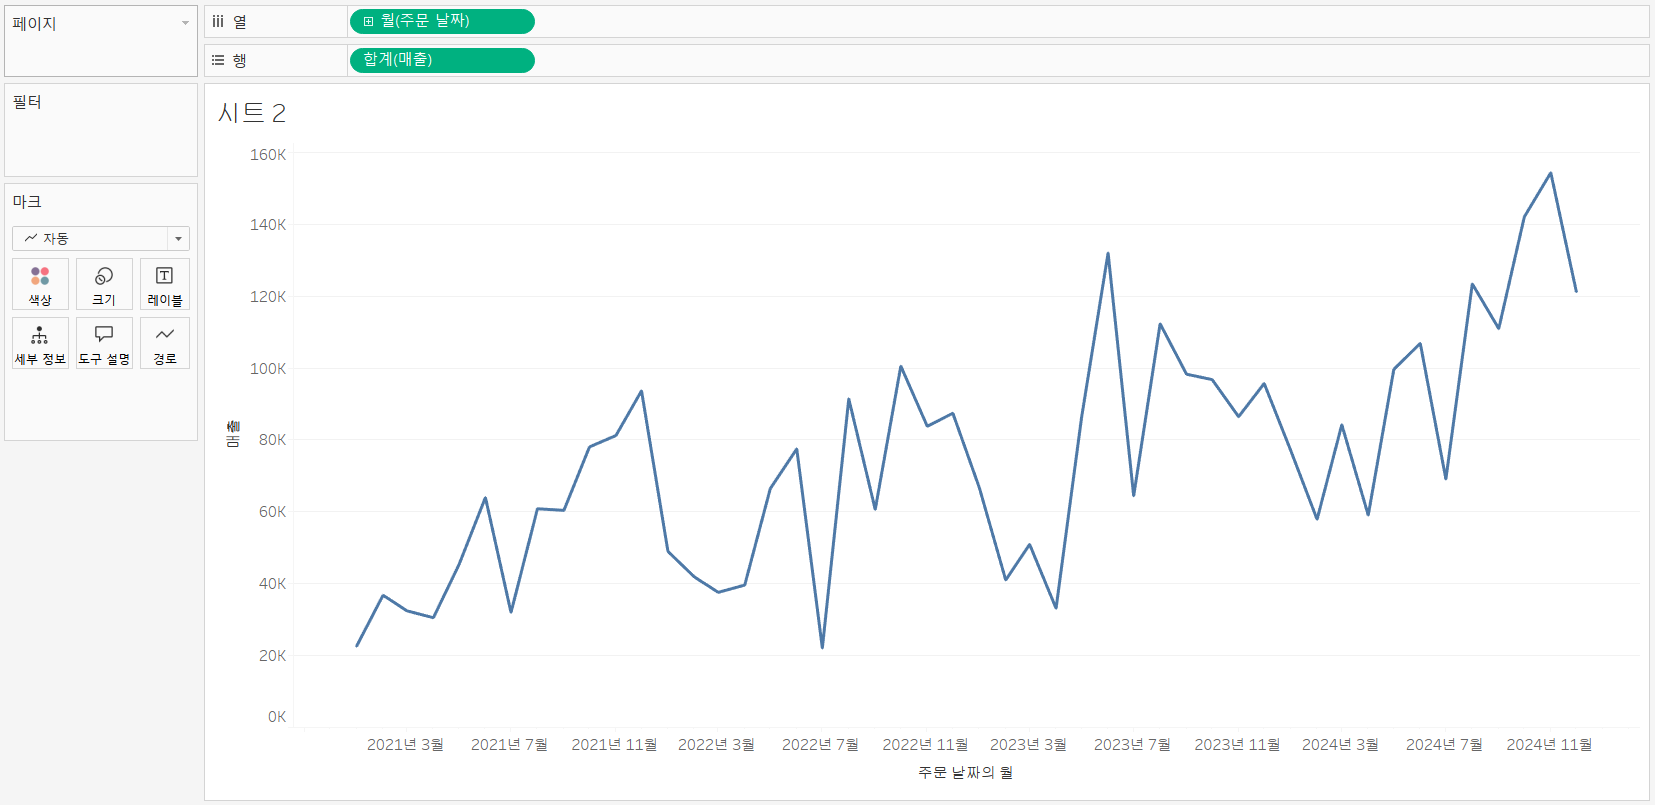 페이지
열
월(주문 날짜)
행
합계(매출)
필터
마크
자동
색상
크기
레이블
세부 정보
도구 설명
경로
시트 2
160K
140K
120K
100K
80K
60K
40K
20K
0K
2021년 3월
2021년 7월
2021년 11월
2022년 3월
2022년 7월
2022년 11월
2023년 3월
2023년 7월
2023년 11월
2024년 3월
2024년 7월
2024년 11월
주문 날짜의 월